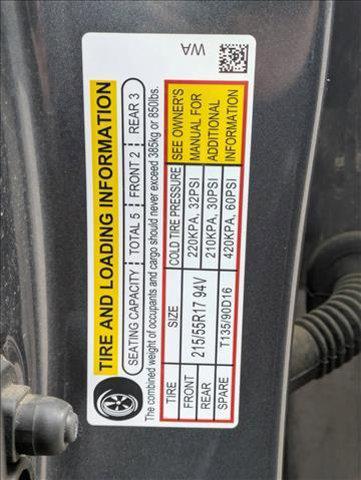 TIRE AND LOADING INFORMATION
SEATING CAPACITY | TOTAL 5 | FRONT 2 | REAR 3
The combined weight of occupants and cargo should never exceed 385kg or 850lbs.
TIRE SIZE COLD TIRE PRESSURE SEE OWNER'S
FRONT 215/55R17 94V 220KPA, 32PSI MANUAL FOR
REAR 210KPA, 30PSI ADDITIONAL
SPARE T135/90D16 420KPA, 60PSI INFORMATION
WA